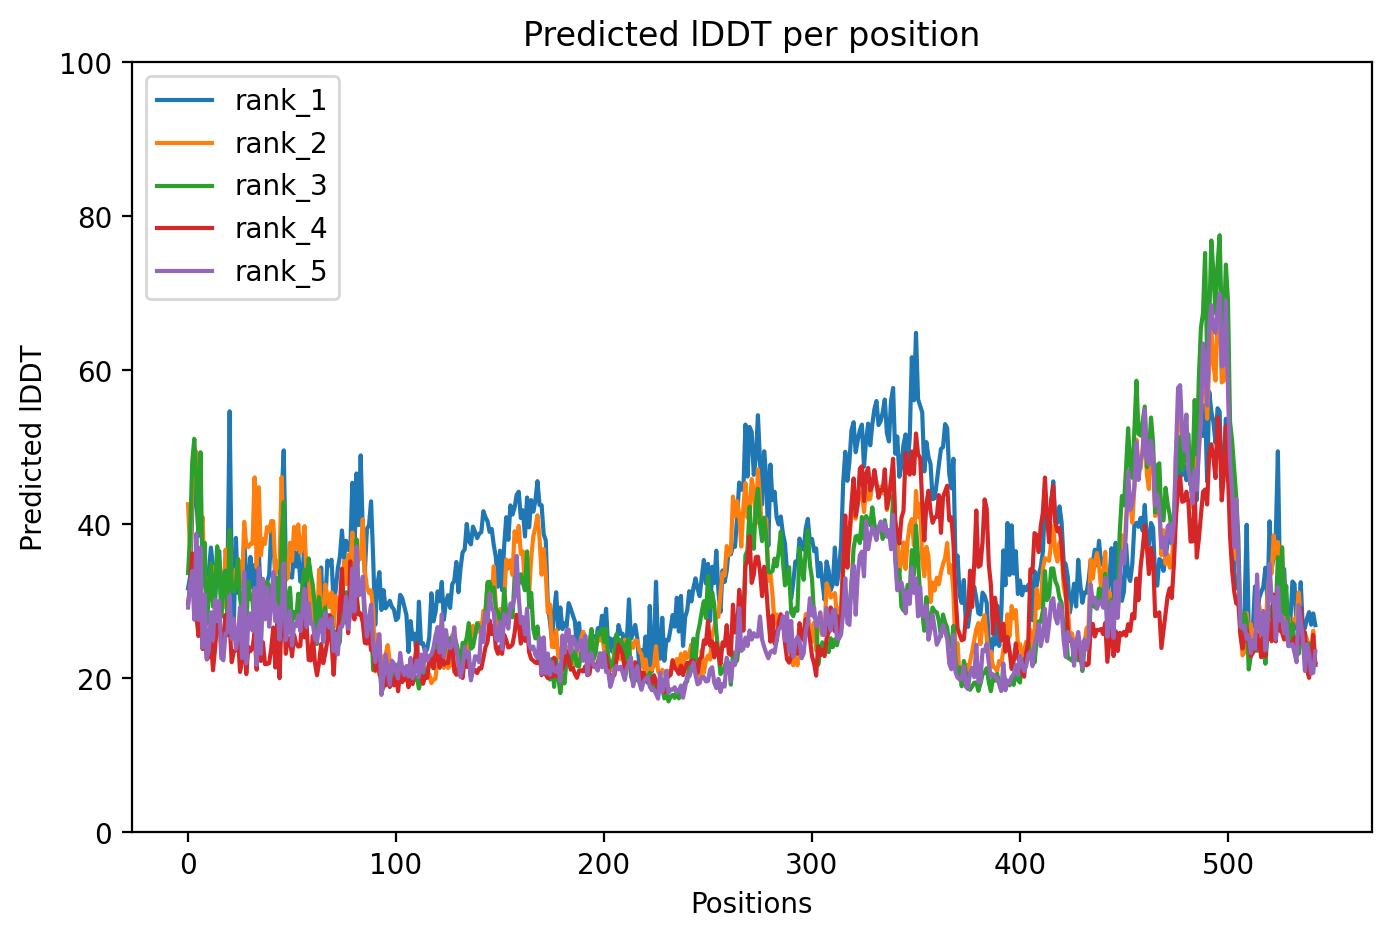 Predicted lDDT per position
100
80
60
40
20
0
Predicted lDDT
rank_1
rank_2
rank_3
rank_4
rank_5
0 100 200 300 400 500
Positions